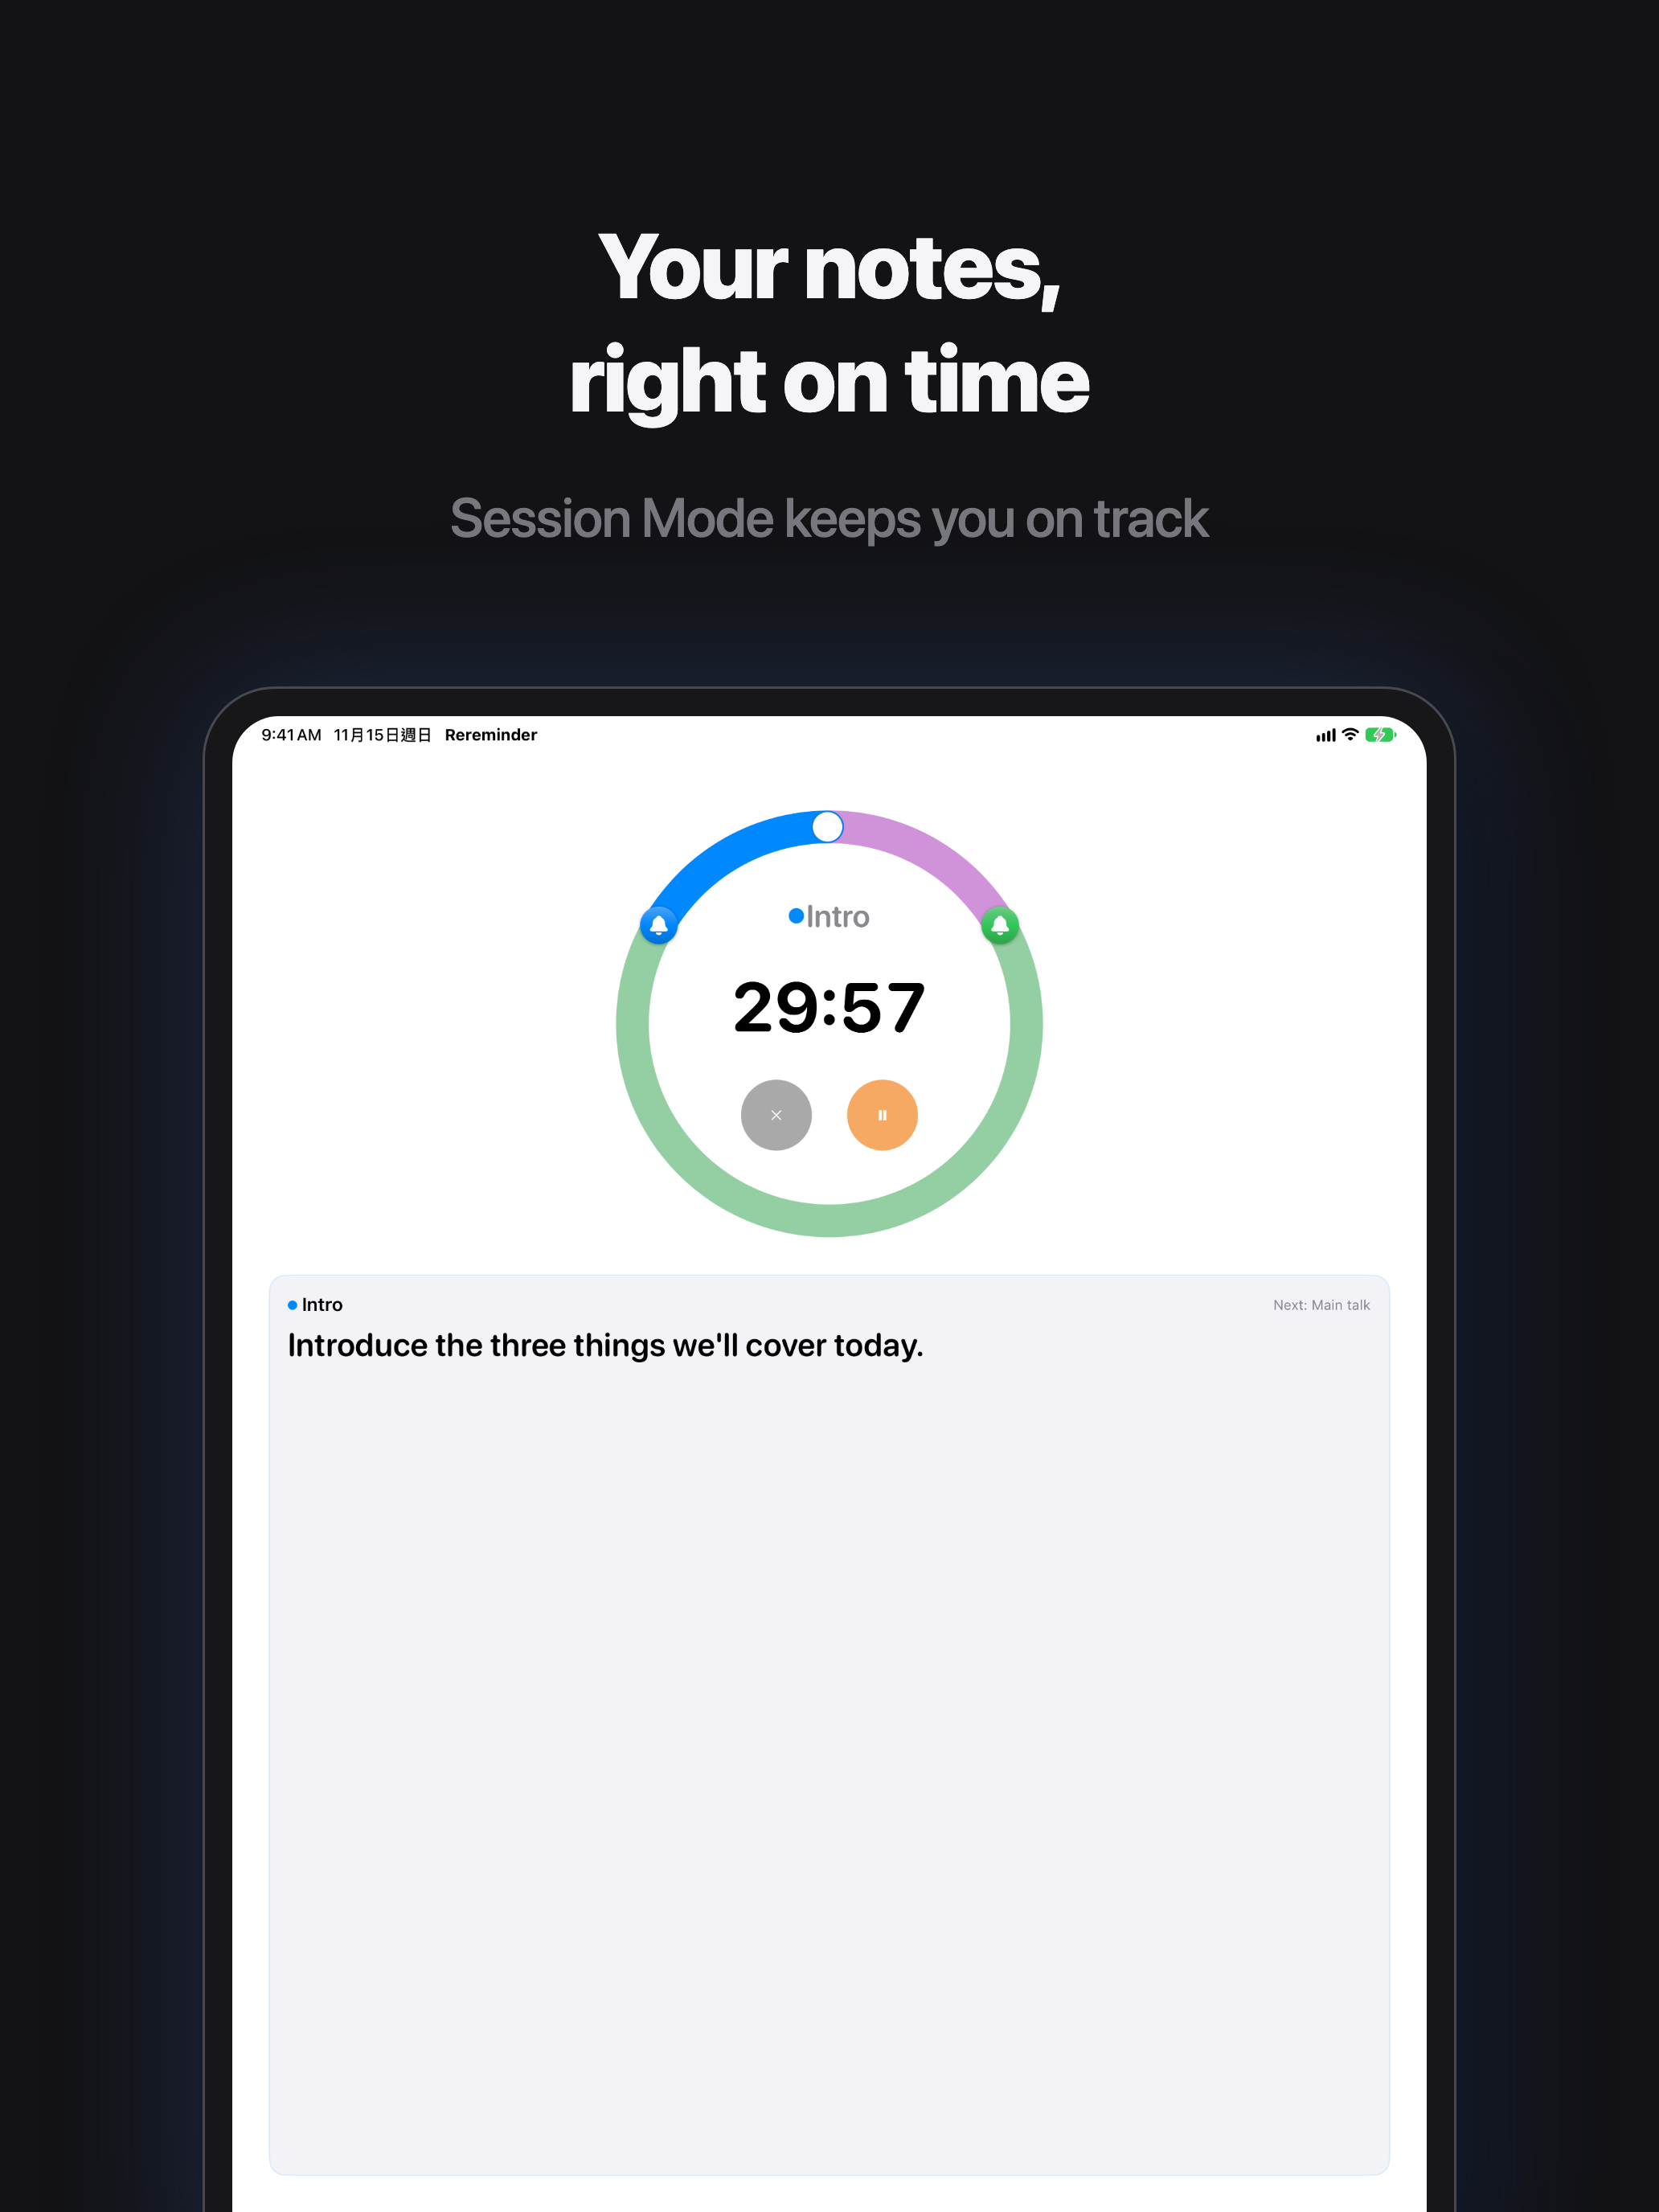 Your notes,
right on time
Session Mode keeps you on track
9:41 AM 11月15日週日 Rereminder
Intro
29:57
Intro
Next: Main talk
Introduce the three things we'll cover today.